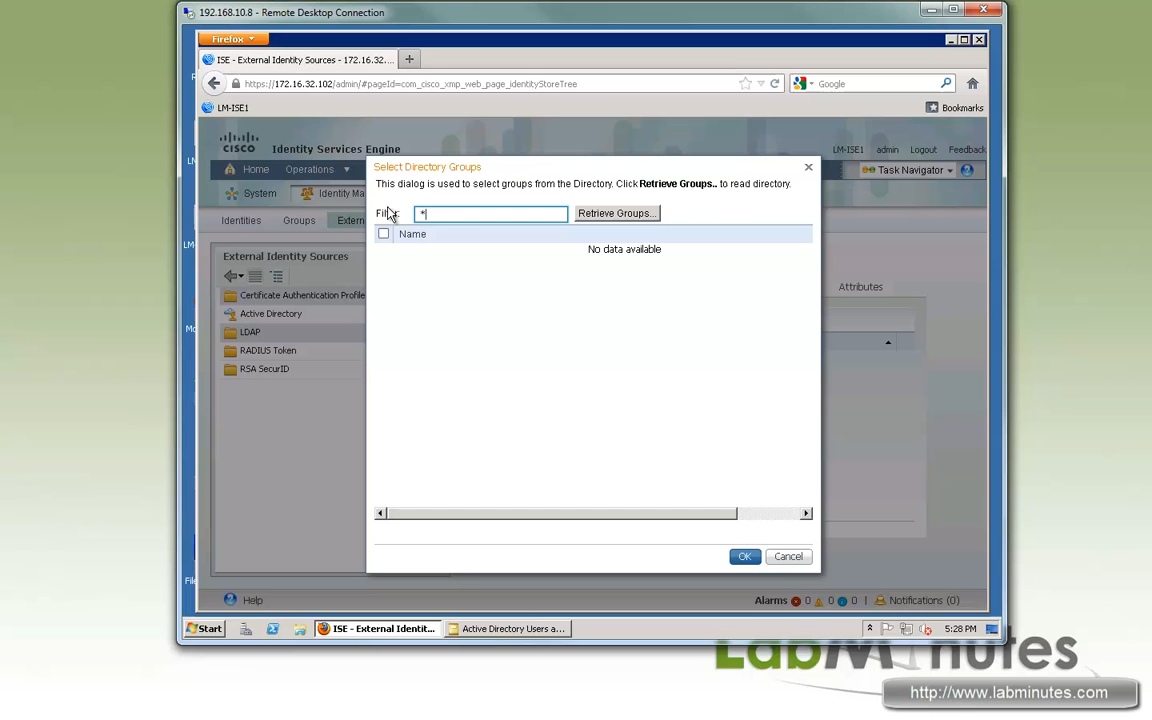 192.168.10.8 - Remote Desktop Connection
Firefox
ISE - External Identity Sources - 172.16.32....
https://172.16.32.102/admin/#pageId=com_cisco_xmp_web_page_identityStoreTree
Google
LM-ISE1
Bookmarks
CISCO
Identity Services Engine
LM-ISE1
admin
Logout
Feedback
Home
Operations
Task Navigator
System
Identity Ma
Identities
Groups
Extern
External Identity Sources
Certificate Authentication Profile
Active Directory
LDAP
RADIUS Token
RSA SecurID
Attributes
Select Directory Groups
This dialog is used to select groups from the Directory. Click Retrieve Groups.. to read directory.
*
Retrieve Groups...
Name
No data available
OK
Cancel
Help
Alarms 0 0 0
Notifications (0)
Start
ISE - External Identit...
Active Directory Users a...
5:28 PM
LabMinutes
http://www.labminutes.com